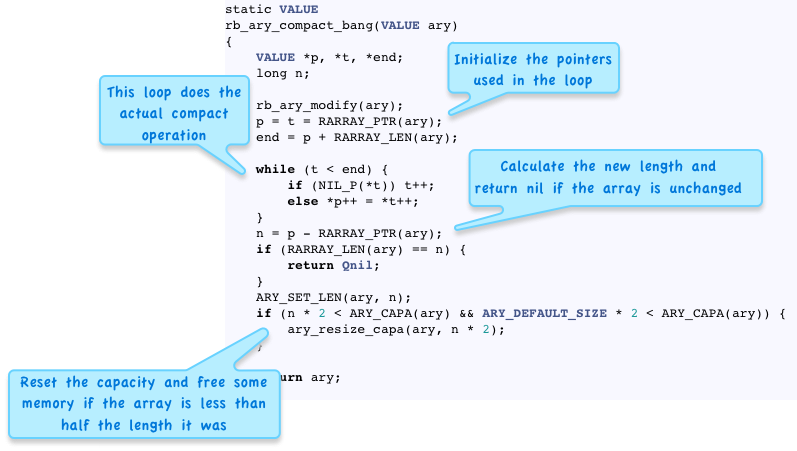 static VALUE
rb_ary_compact_bang(VALUE ary)
{
VALUE *p, *t, *end;
long n;
Initialize the pointers
used in the loop
This loop does the
actual compact
operation
rb_ary_modify(ary);
p = t = RARRAY_PTR(ary);
end = p + RARRAY_LEN(ary);
while (t < end) {
if (NIL_P(*t)) t++;
else *p++ = *t++;
}
Calculate the new length and
return nil if the array is unchanged
n = p - RARRAY_PTR(ary);
if (RARRAY_LEN(ary) == n) {
return Qnil;
}
ARY_SET_LEN(ary, n);
if (n * 2 < ARY_CAPA(ary) && ARY_DEFAULT_SIZE * 2 < ARY_CAPA(ary)) {
ary_resize_capa(ary, n * 2);
}
Reset the capacity and free some
memory if the array is less than
half the length it was
urn ary;